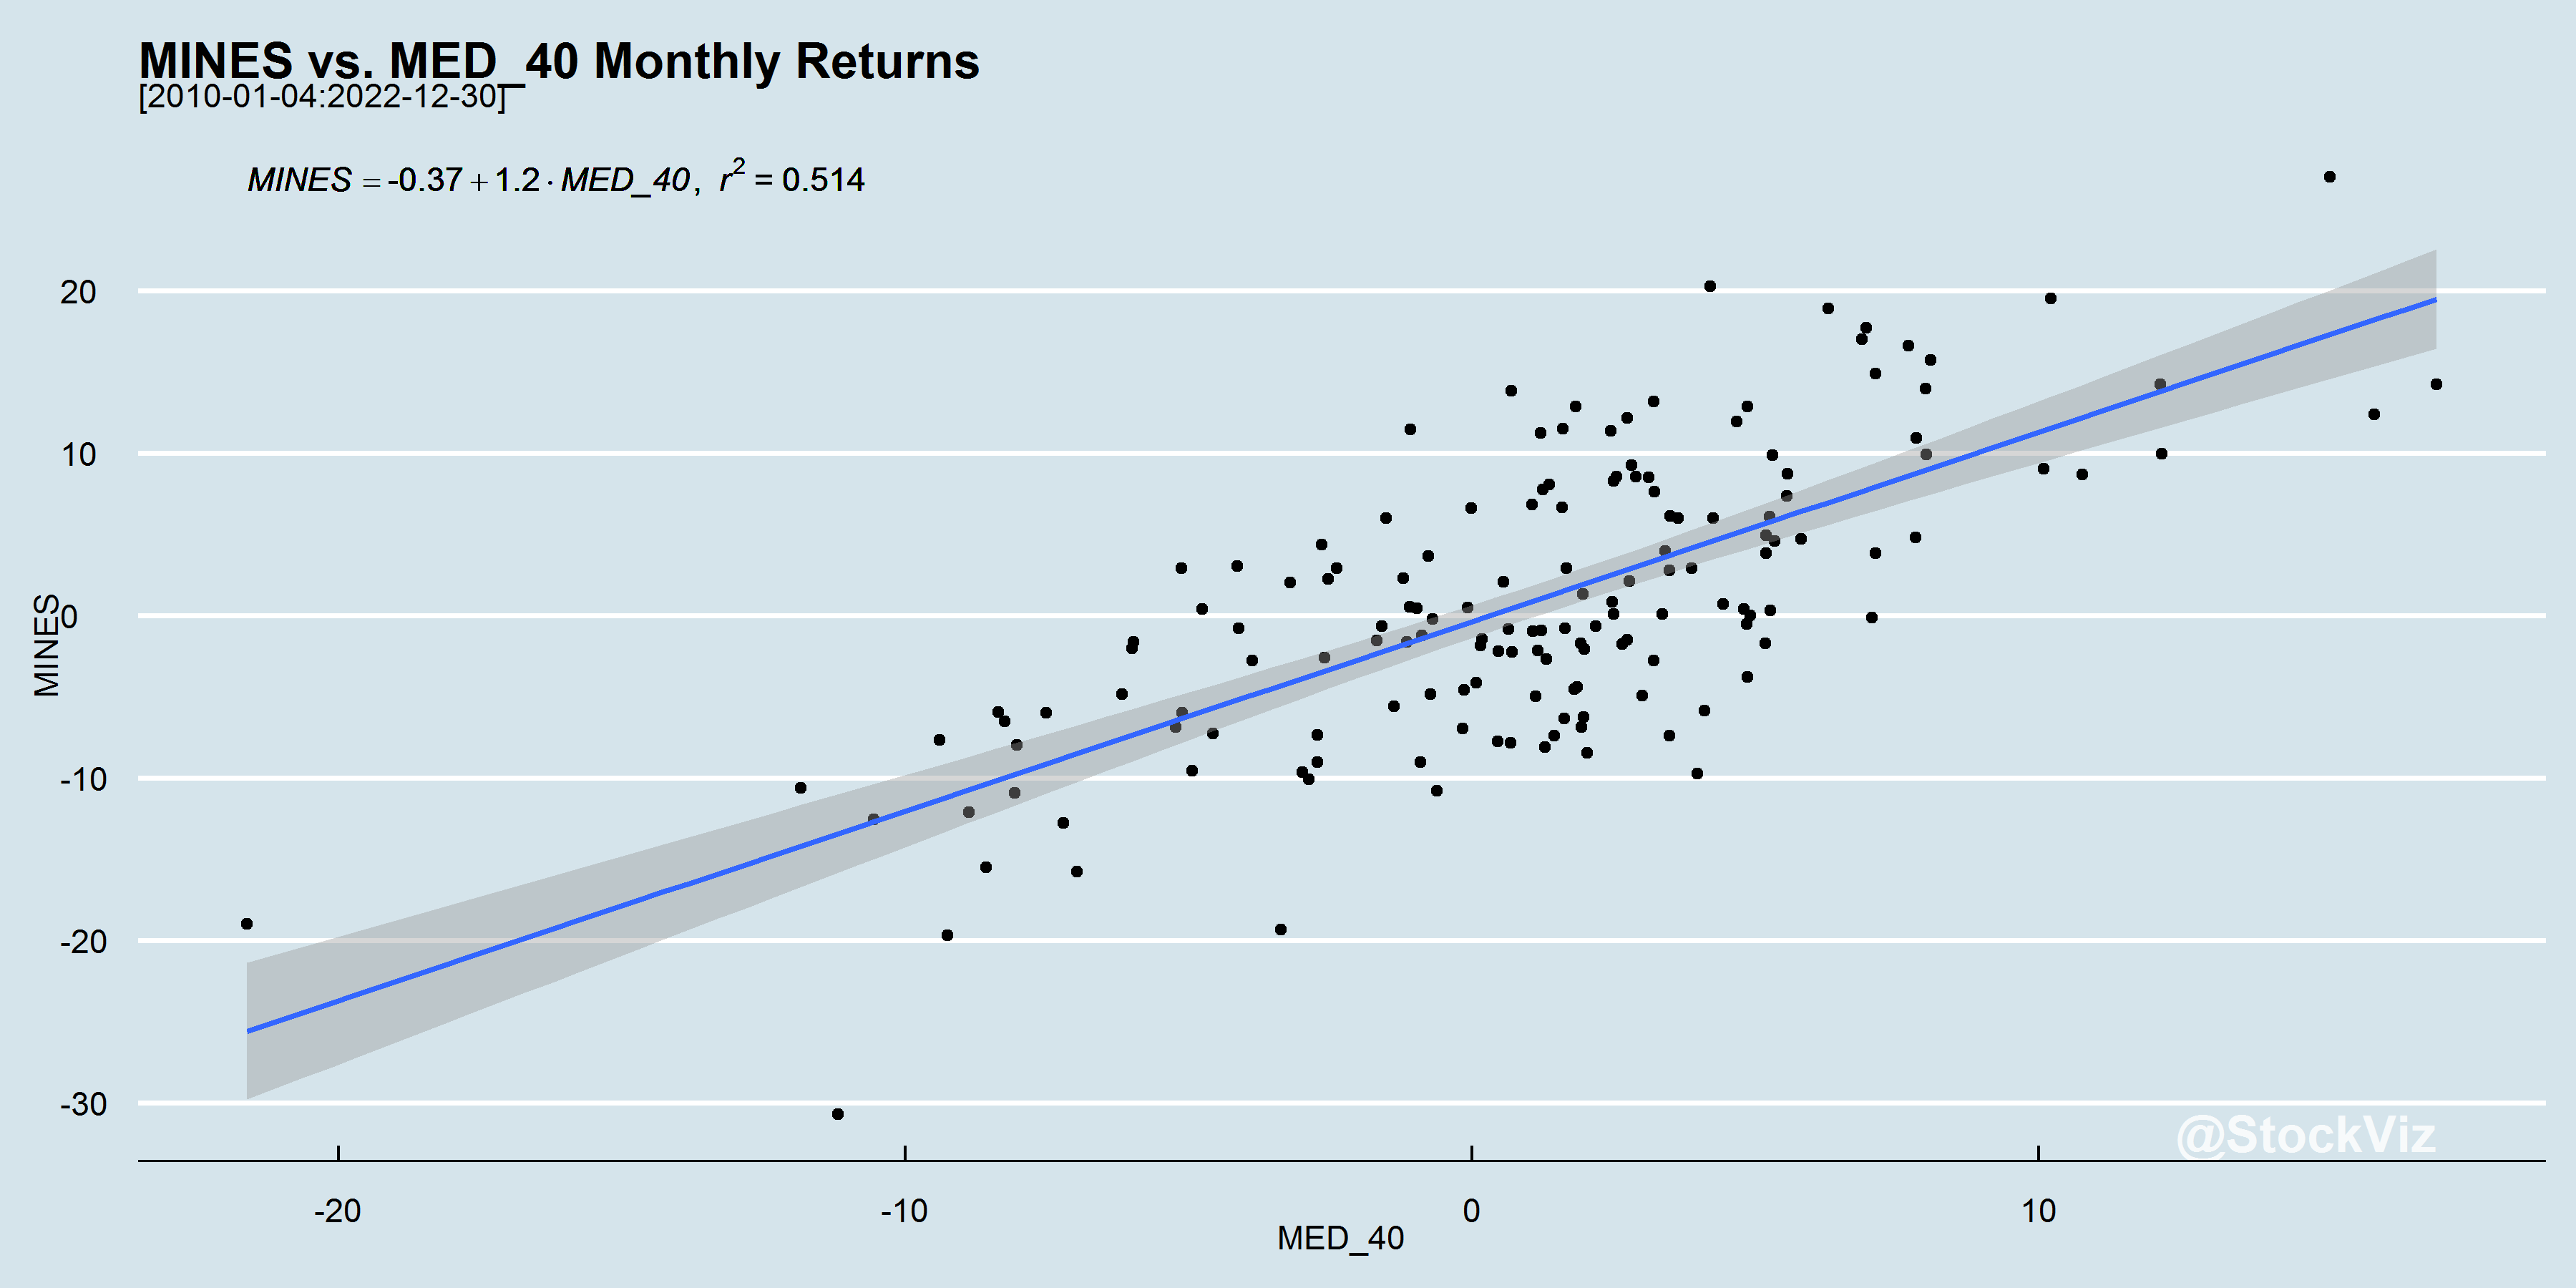 MINES vs. MED_40 Monthly Returns
[2010-01-04:2022-12-30]
MINES = -0.37 + 1.2 · MED_40, r² = 0.514
20
10
0
-10
-20
-30
MINES
@StockViz
-20
-10
0
10
MED_40